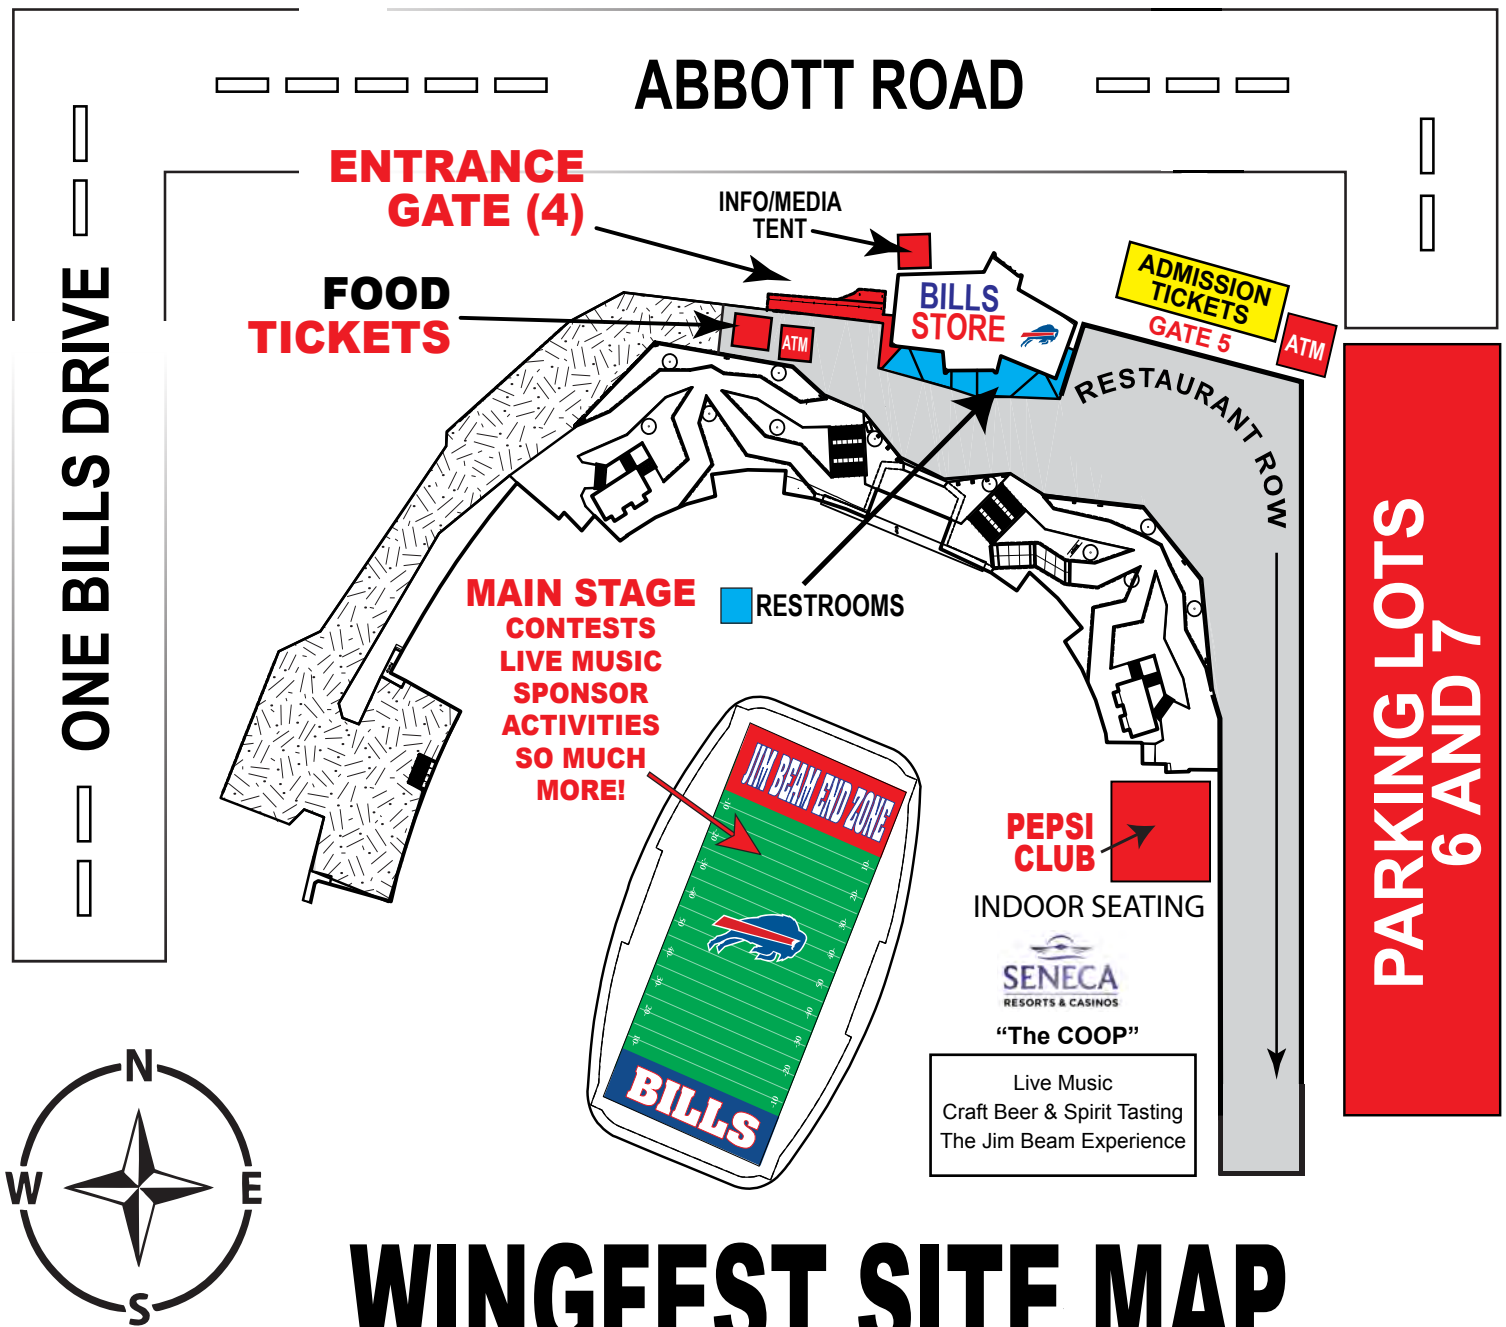 ABBOTT ROAD
ONE BILLS DRIVE
ENTRANCE
GATE (4)
INFO/MEDIA
TENT
FOOD
TICKETS
ATM
BILLS
STORE
ADMISSION
TICKETS
GATE 5
ATM
RESTAURANT ROW
PARKING LOTS
6 AND 7
MAIN STAGE
CONTESTS
LIVE MUSIC
SPONSOR
ACTIVITIES
SO MUCH
MORE!
RESTROOMS
JIM BEAM END ZONE
BILLS
PEPSI
CLUB
INDOOR SEATING
SENECA
RESORTS & CASINOS
“The COOP”
Live Music
Craft Beer & Spirit Tasting
The Jim Beam Experience
N
W
E
S
WINGFEST SITE MAP